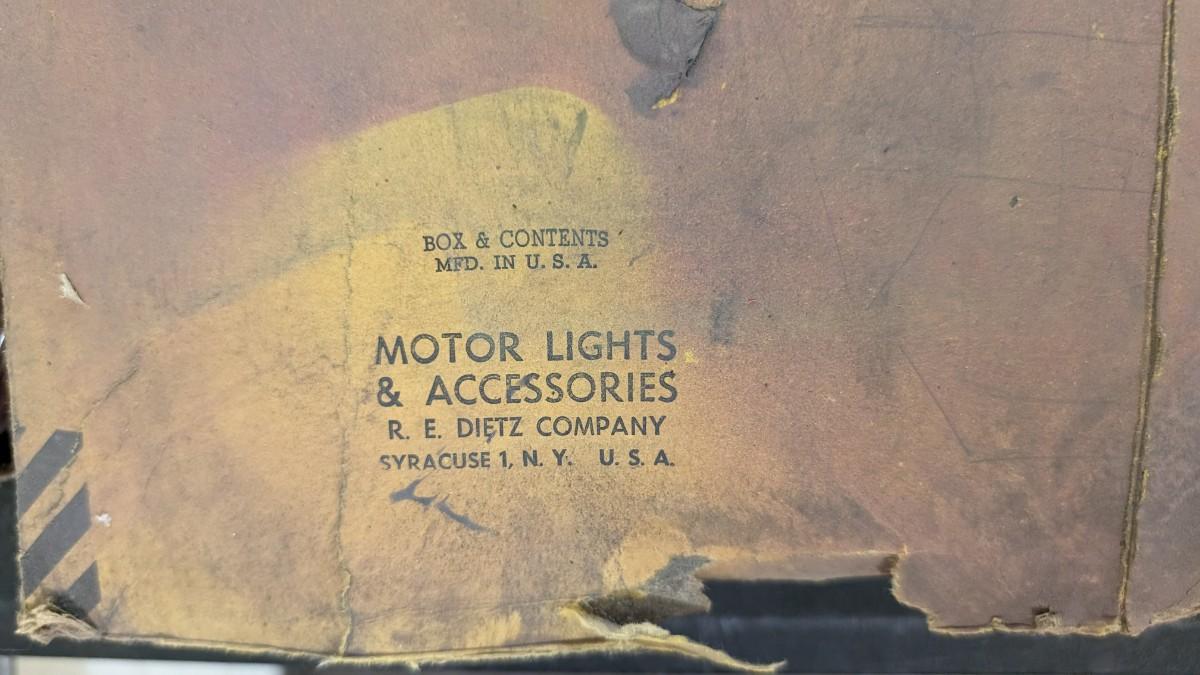 BOX & CONTENTS
MFD. IN U. S. A.
MOTOR LIGHTS
& ACCESSORIES
R. E. DIETZ COMPANY
SYRACUSE 1, N. Y. U. S. A.